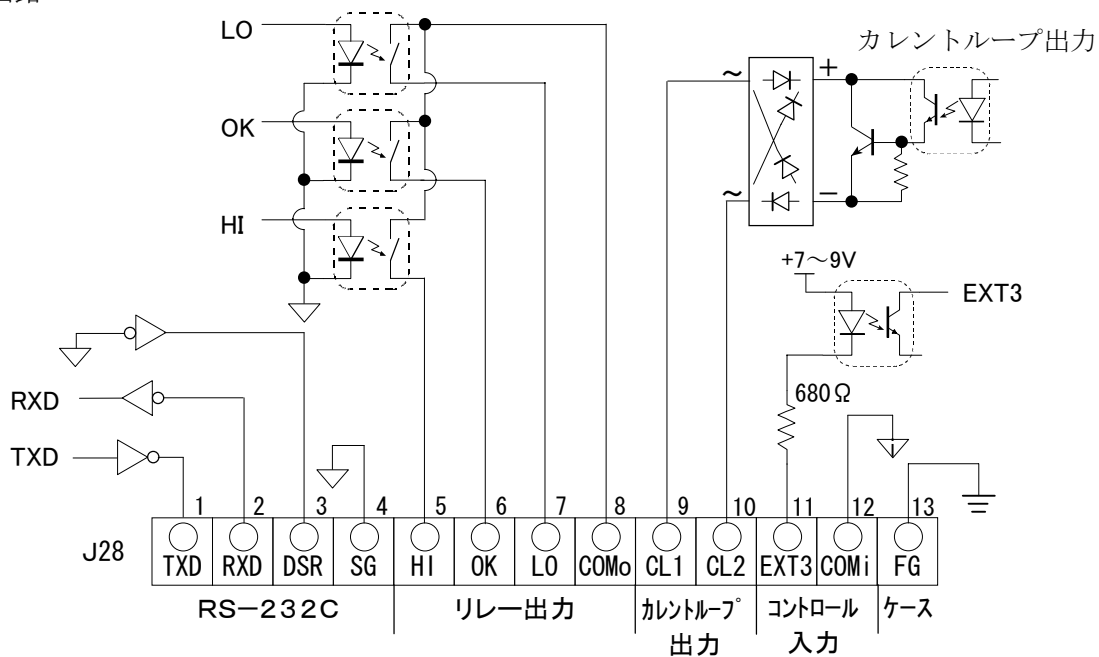 LO
カレントループ出力
～
+
OK
～
−
HI
+7～9V
EXT3
RXD
680Ω
TXD
i
1 2 3 4 5 6 7 8 9 10 11 12 13
J28
TXD RXD DSR SG HI OK LO COMo CL1 CL2 EXT3 COMi FG
RS−232C リレー出力 カレントループ コントロール ケース
出力 入力